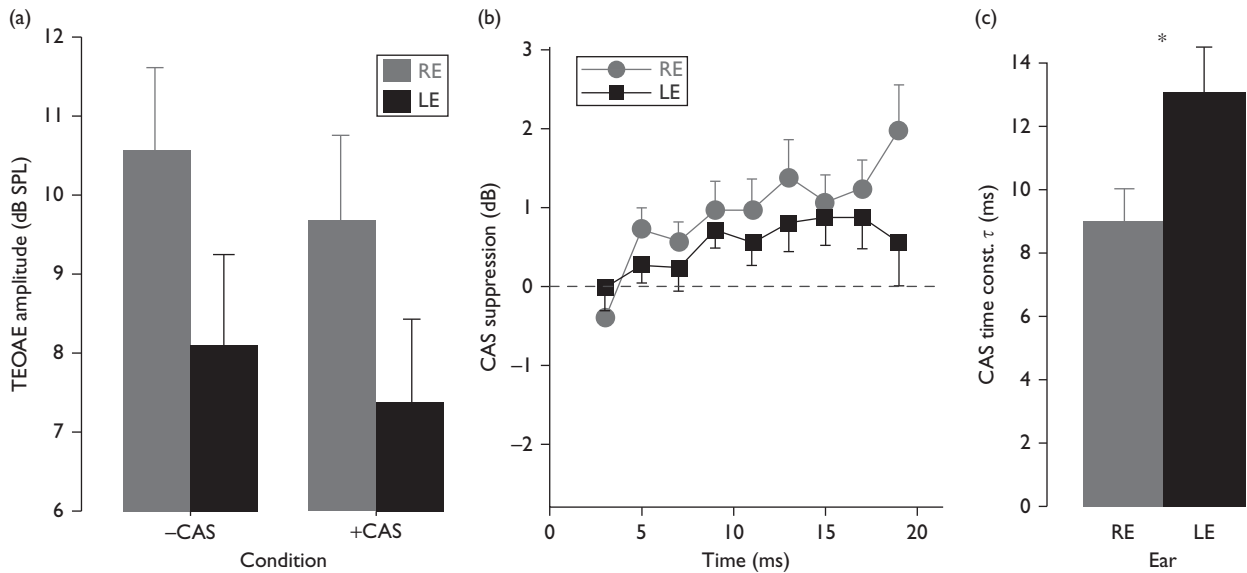 (a)
TEOAE amplitude (dB SPL)
12
11
10
9
8
7
6
RE
LE
–CAS
+CAS
Condition
(b)
CAS suppression (dB)
3
2
1
0
–1
–2
RE
LE
0
5
10
15
20
Time (ms)
(c)
CAS time const. τ (ms)
*
14
12
10
8
6
4
2
0
RE
LE
Ear